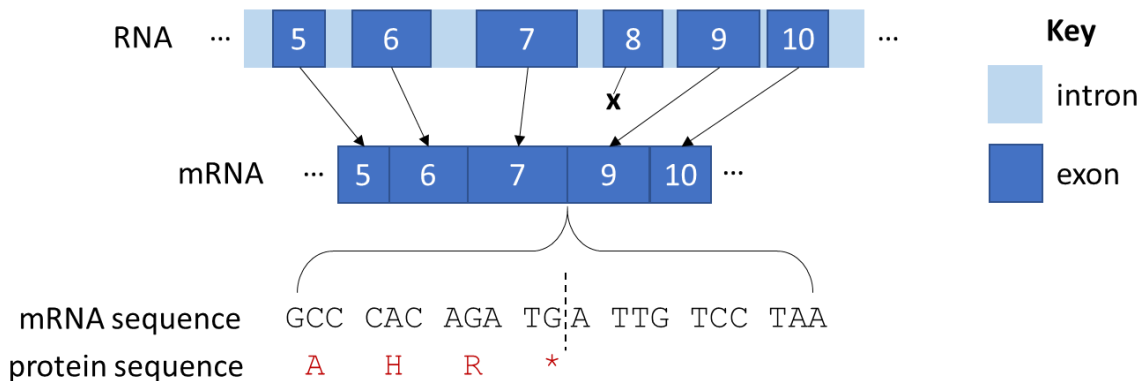 RNA ... 5 6 7 8 9 10 ... Key
intron
x
mRNA ... 5 6 7 9 10 ... exon
mRNA sequence GCC CAC AGA TG A TTG TCC TAA
protein sequence A H R *